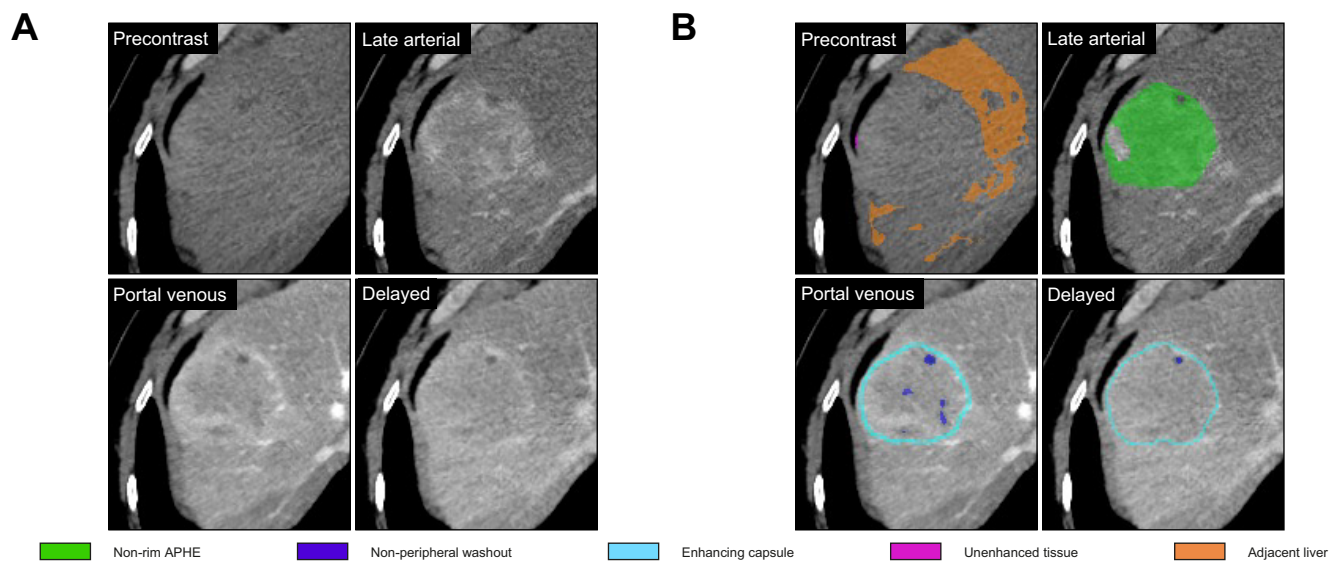 A
B
Precontrast
Late arterial
Precontrast
Late arterial
Portal venous
Delayed
Portal venous
Delayed
Non-rim APHE
Non-peripheral washout
Enhancing capsule
Unenhanced tissue
Adjacent liver